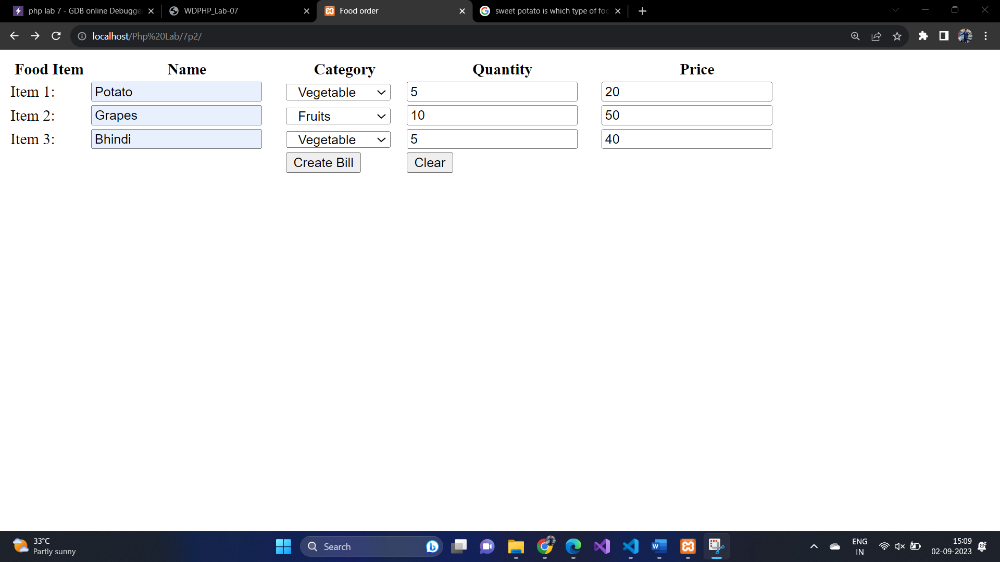 php lab 7 - GDB online Debugge
WDPHP_Lab-07
Food order
sweet potato is which type of foo
localhost/Php%20Lab/7p2/
Food Item Name Category Quantity Price
Item 1: Potato Vegetable 5 20
Item 2: Grapes Fruits 10 50
Item 3: Bhindi Vegetable 5 40
Create Bill Clear
33°C
Partly sunny
Search
ENG
IN
15:09
02-09-2023